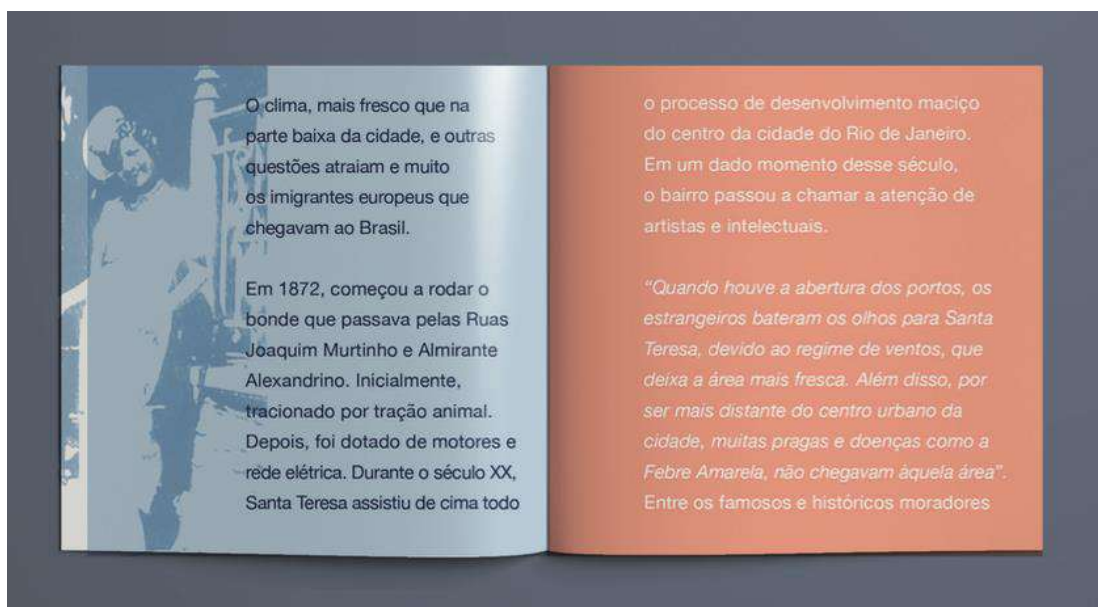 O clima, mais fresco que na
parte baixa da cidade, e outras
questões atraiam e muito
os imigrantes europeus que
chegavam ao Brasil.
Em 1872, começou a rodar o
bonde que passava pelas Ruas
Joaquim Murtinho e Almirante
Alexandrino. Inicialmente,
tracionado por tração animal.
Depois, foi dotado de motores e
rede elétrica. Durante o século XX,
Santa Teresa assistiu de cima todo
o processo de desenvolvimento maciço
do centro da cidade do Rio de Janeiro.
Em um dado momento desse século,
o bairro passou a chamar a atenção de
artistas e intelectuais.
“Quando houve a abertura dos portos, os
estrangeiros bateram os olhos para Santa
Teresa, devido ao regime de ventos, que
deixa a área mais fresca. Além disso, por
ser mais distante do centro urbano da
cidade, muitas pragas e doenças como a
Febre Amarela, não chegavam àquela área”.
Entre os famosos e históricos moradores